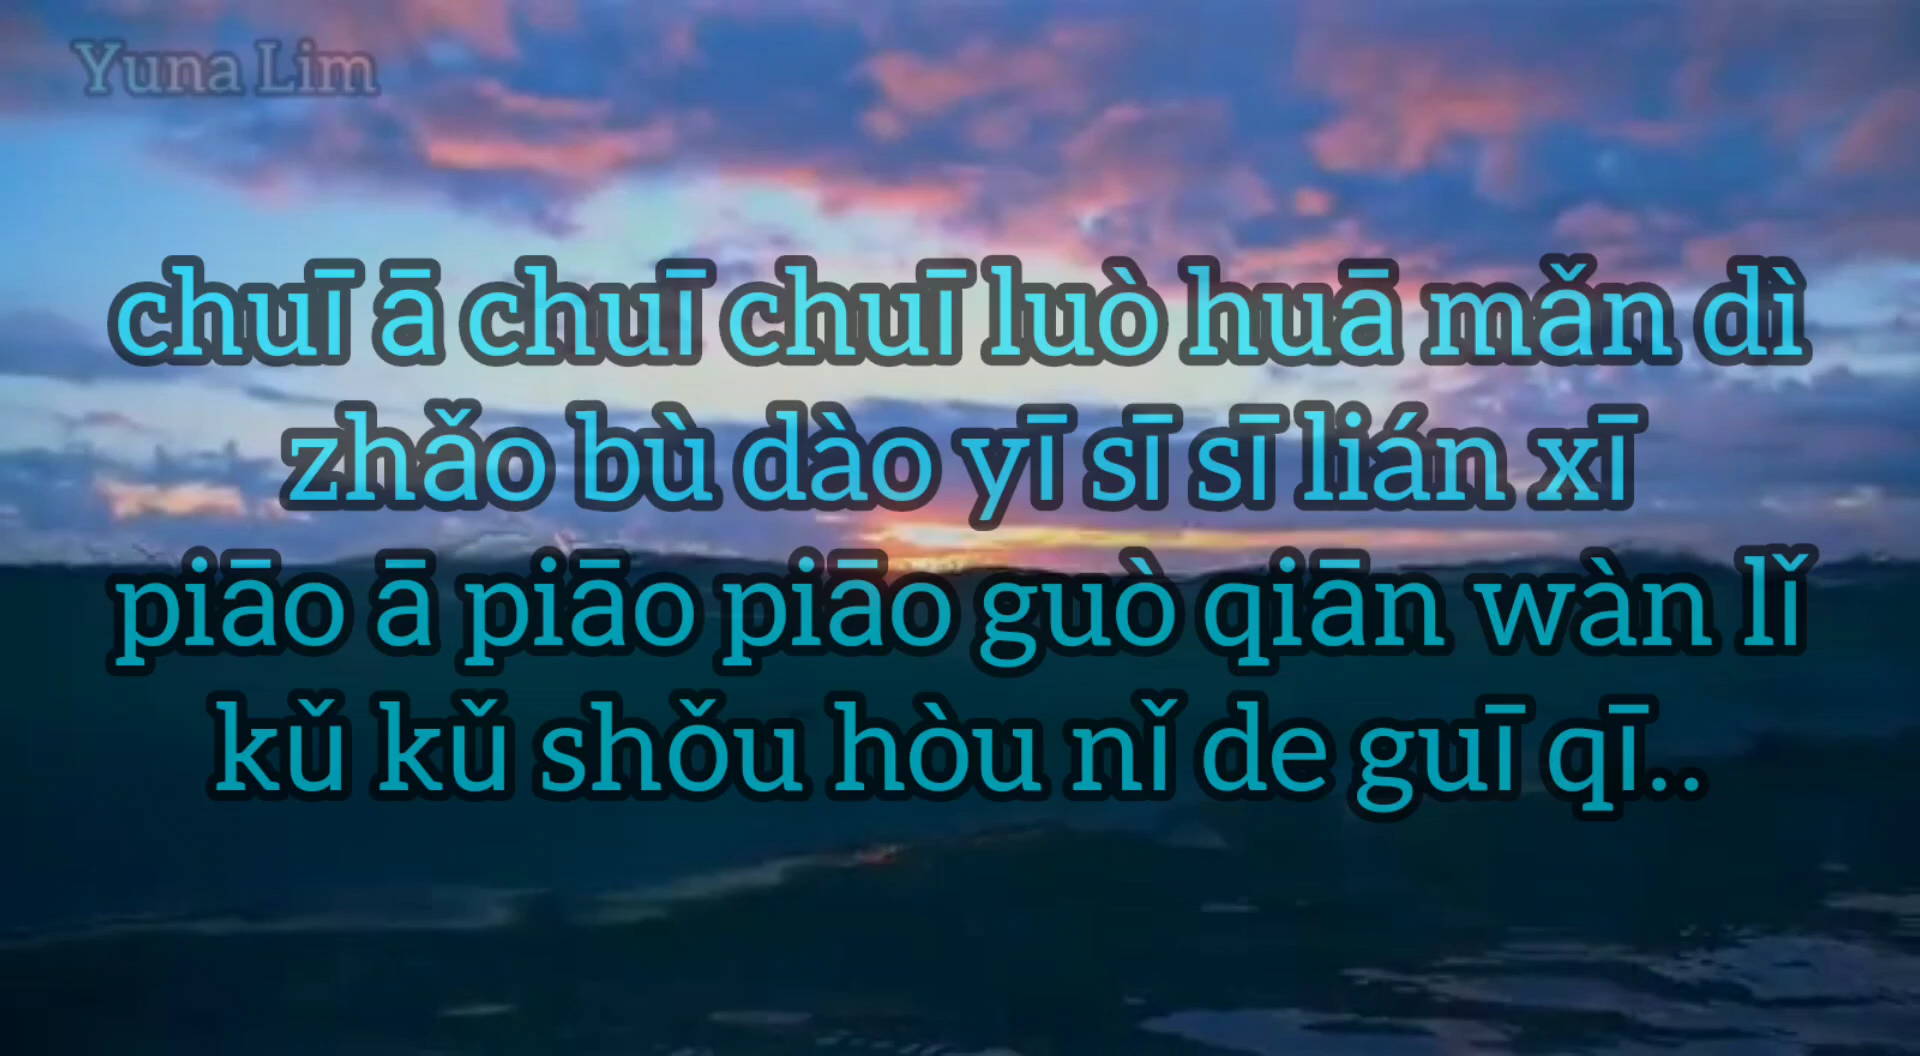 Yuna Lim
chuī ā chuī chuī luò huā mǎn dì
zhǎo bù dào yī sī sī lián xī
piāo ā piāo piāo guò qiān wàn lǐ
kǔ kǔ shǒu hòu nǐ de guī qī..